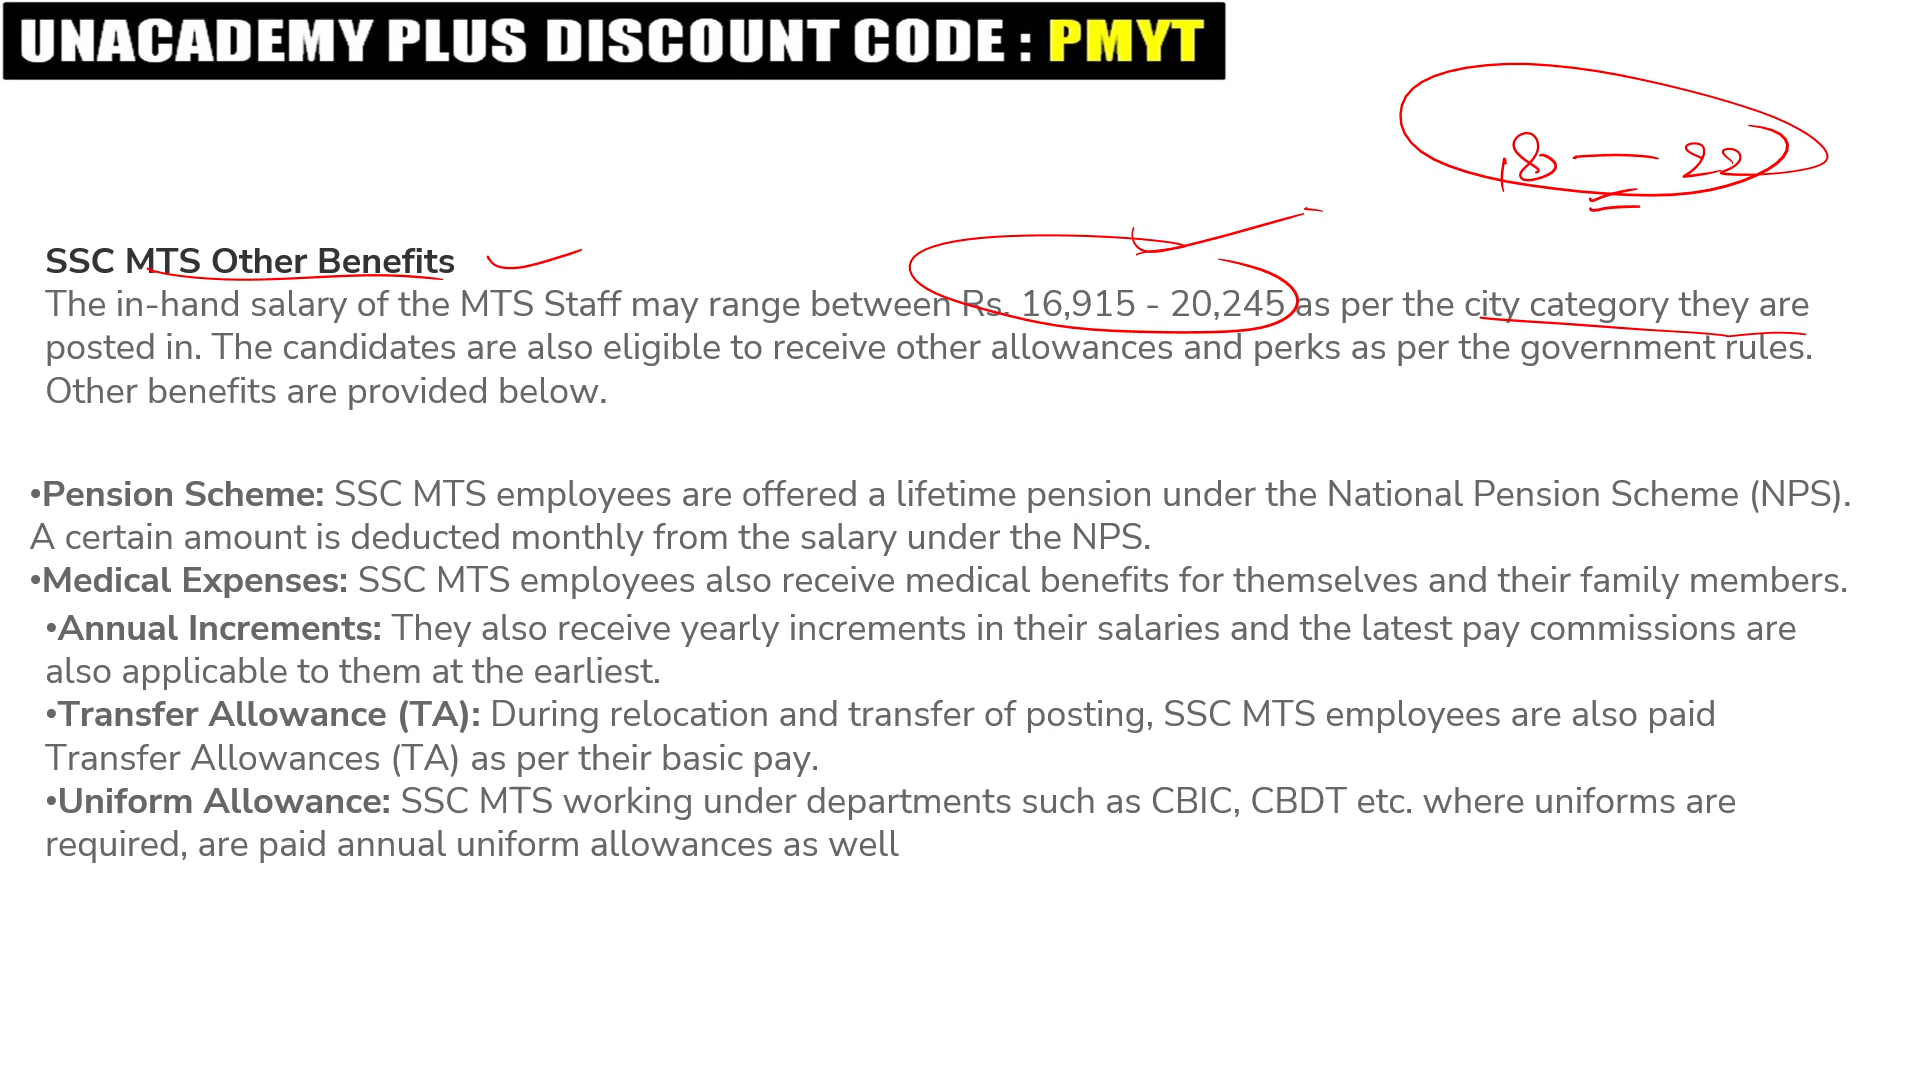 UNACADEMY PLUS DISCOUNT CODE : PMYT
18 — 22
SSC MTS Other Benefits
The in-hand salary of the MTS Staff may range between Rs. 16,915 - 20,245 as per the city category they are
posted in. The candidates are also eligible to receive other allowances and perks as per the government rules.
Other benefits are provided below.
•Pension Scheme: SSC MTS employees are offered a lifetime pension under the National Pension Scheme (NPS).
A certain amount is deducted monthly from the salary under the NPS.
•Medical Expenses: SSC MTS employees also receive medical benefits for themselves and their family members.
•Annual Increments: They also receive yearly increments in their salaries and the latest pay commissions are
also applicable to them at the earliest.
•Transfer Allowance (TA): During relocation and transfer of posting, SSC MTS employees are also paid
Transfer Allowances (TA) as per their basic pay.
•Uniform Allowance: SSC MTS working under departments such as CBIC, CBDT etc. where uniforms are
required, are paid annual uniform allowances as well